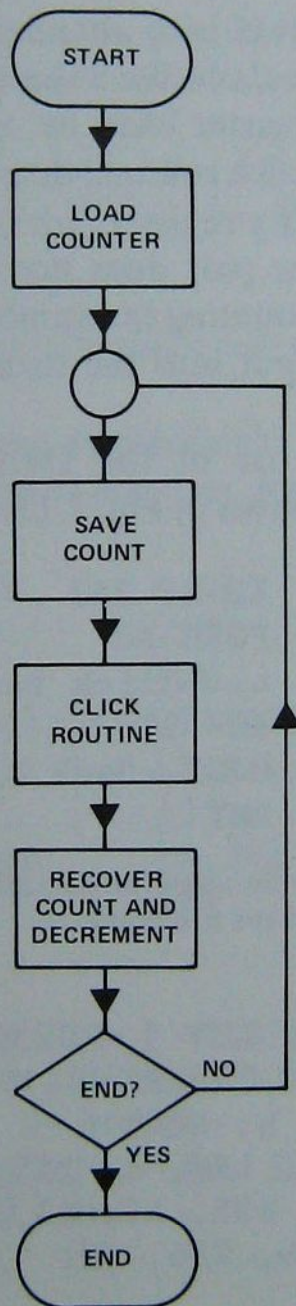 START
LOAD
COUNTER
SAVE
COUNT
CLICK
ROUTINE
RECOVER
COUNT AND
DECREMENT
END?
NO
YES
END